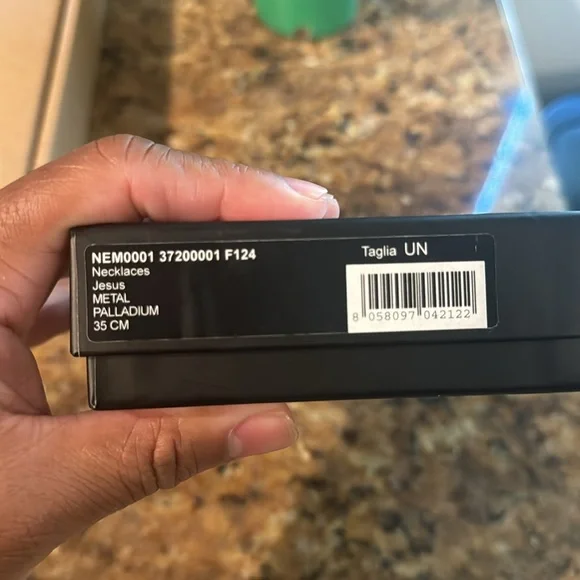 NEM0001 37200001 F124
Necklaces
Jesus
METAL
PALLADIUM
35 CM
Taglia UN
8 058097 042122